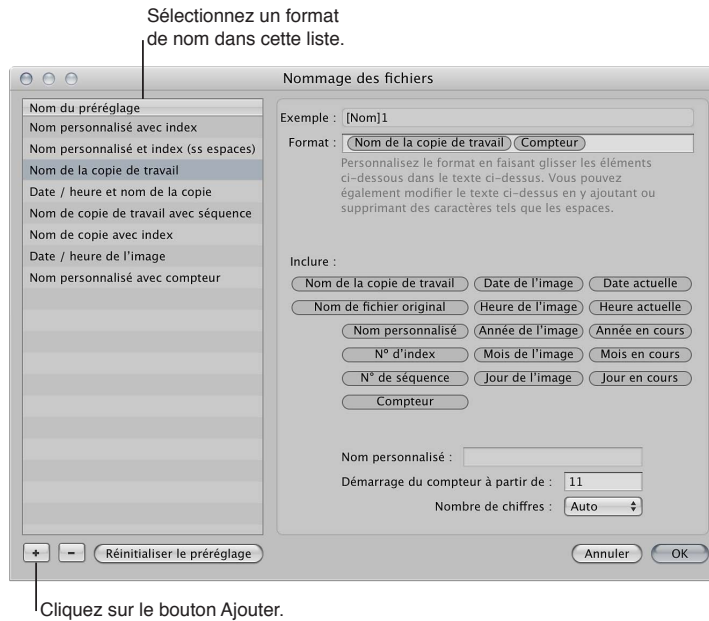 Sélectionnez un format
de nom dans cette liste.
Nommage des fichiers
Nom du préréglage
Nom personnalisé avec index
Nom personnalisé et index (ss espaces)
Nom de la copie de travail
Date / heure et nom de la copie
Nom de copie de travail avec séquence
Nom de copie avec index
Date / heure de l'image
Nom personnalisé avec compteur
Exemple : [Nom]1
Format : Nom de la copie de travail Compteur
Personnalisez le format en faisant glisser les éléments
ci-dessous dans le texte ci-dessus. Vous pouvez
également modifier le texte ci-dessus en y ajoutant ou
supprimant des caractères tels que les espaces.
Inclure :
Nom de la copie de travail Date de l'image Date actuelle
Nom de fichier original Heure de l'image Heure actuelle
Nom personnalisé Année de l'image Année en cours
N° d'index Mois de l'image Mois en cours
N° de séquence Jour de l'image Jour en cours
Compteur
Nom personnalisé :
Démarrage du compteur à partir de : 11
Nombre de chiffres : Auto
+ - Réinitialiser le préréglage Annuler OK
Cliquez sur le bouton Ajouter.